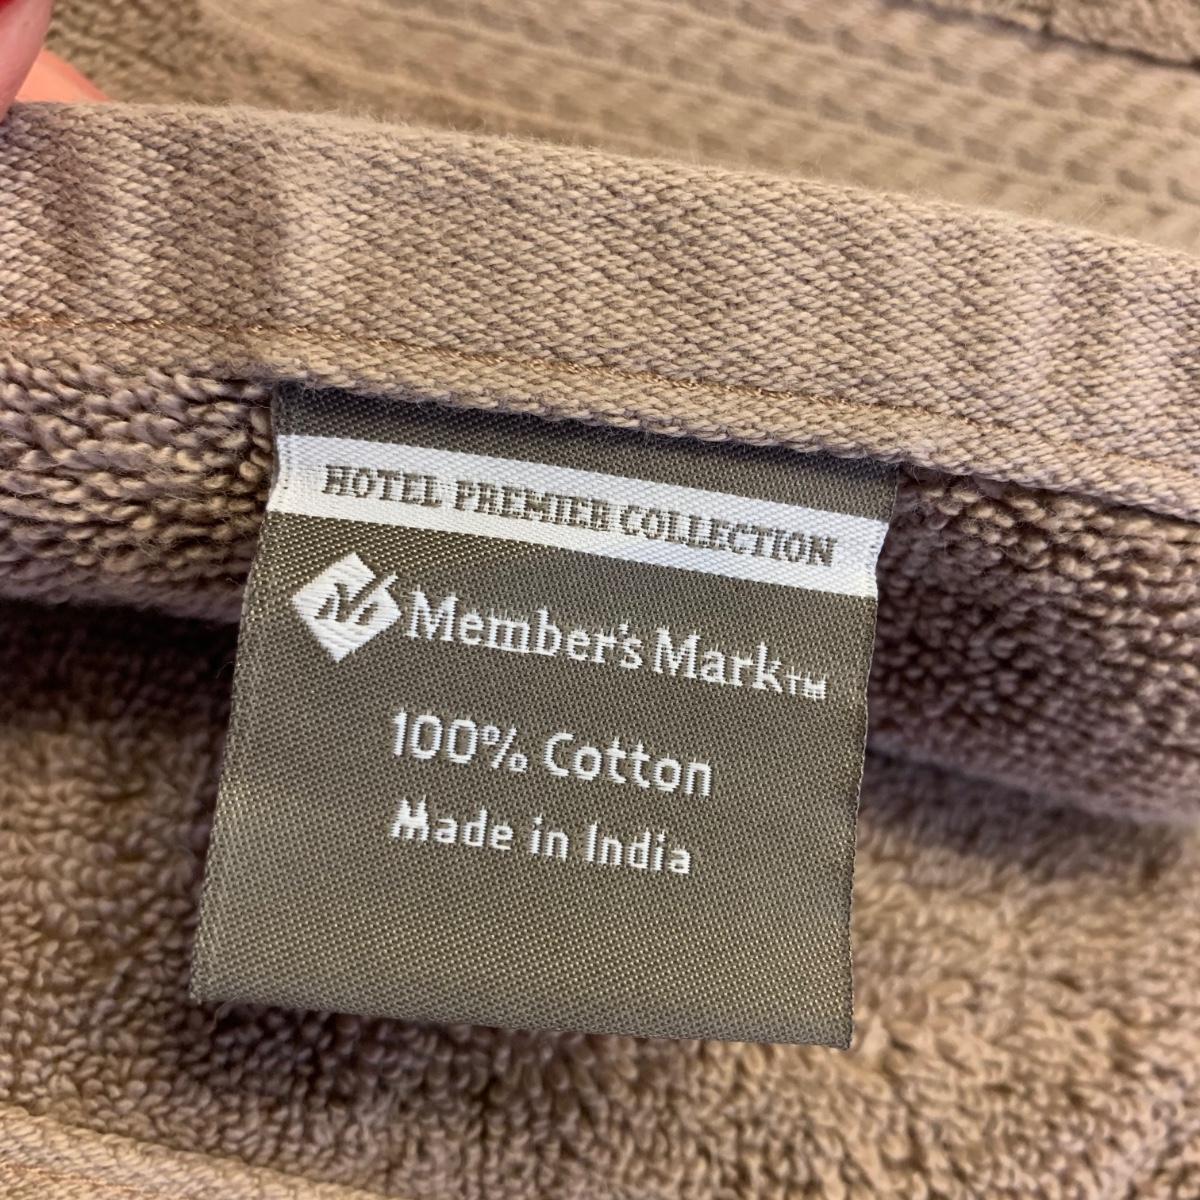 HOTEL PREMIER COLLECTION
M Member's Mark™
100% Cotton
Made in India